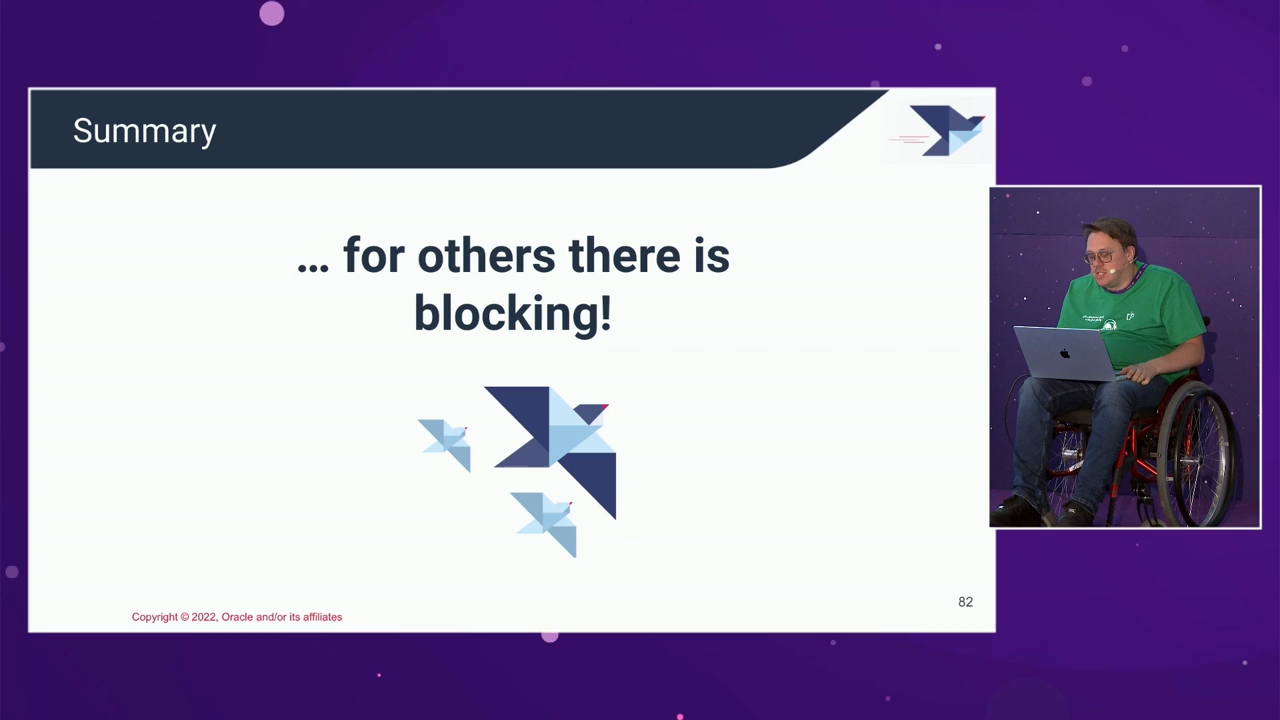 Summary
… for others there is
blocking!
Copyright © 2022, Oracle and/or its affiliates
82